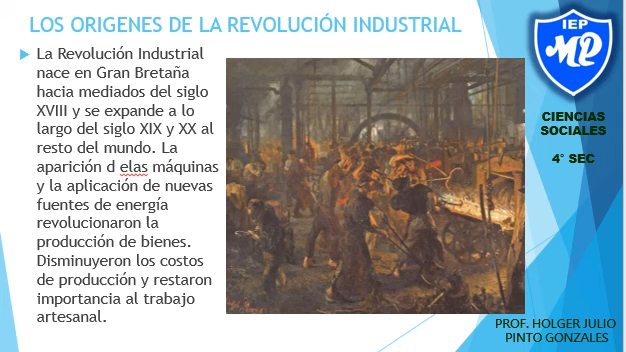 LOS ORIGENES DE LA REVOLUCIÓN INDUSTRIAL
La Revolución Industrial
nace en Gran Bretaña
hacia mediados del siglo
XVIII y se expande a lo
largo del siglo XIX y XX al
resto del mundo. La
aparición d elas máquinas
y la aplicación de nuevas
fuentes de energía
revolucionaron la
producción de bienes.
Disminuyeron los costos
de producción y restaron
importancia al trabajo
artesanal.
IEP
MP
CIENCIAS
SOCIALES
4° SEC
PROF. HOLGER JULIO
PINTO GONZALES